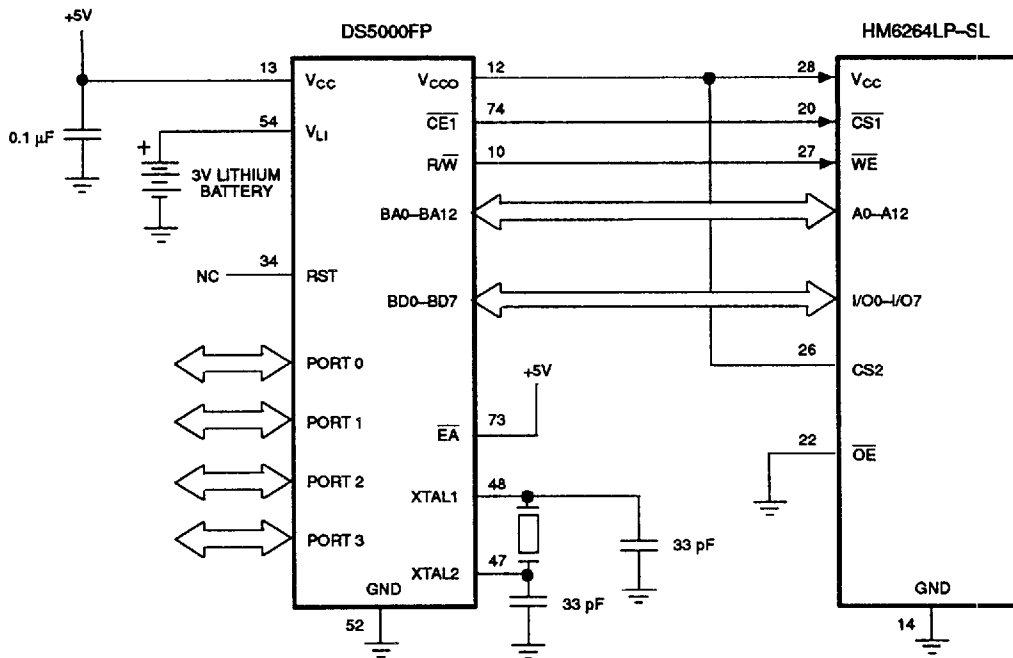 +5V
DS5000FP
HM6264LP–SL
13
VCC
VCCO
12
28
VCC
0.1 µF
54
VLI
CE1
74
20
CS1
+
3V LITHIUM
BATTERY
R/W
10
27
WE
BA0–BA12
A0–A12
NC
34
RST
BD0–BD7
I/O0–I/O7
PORT 0
+5V
26
CS2
PORT 1
EA
73
22
OE
PORT 2
XTAL1
48
33 pF
PORT 3
XTAL2
47
33 pF
GND
52
GND
14